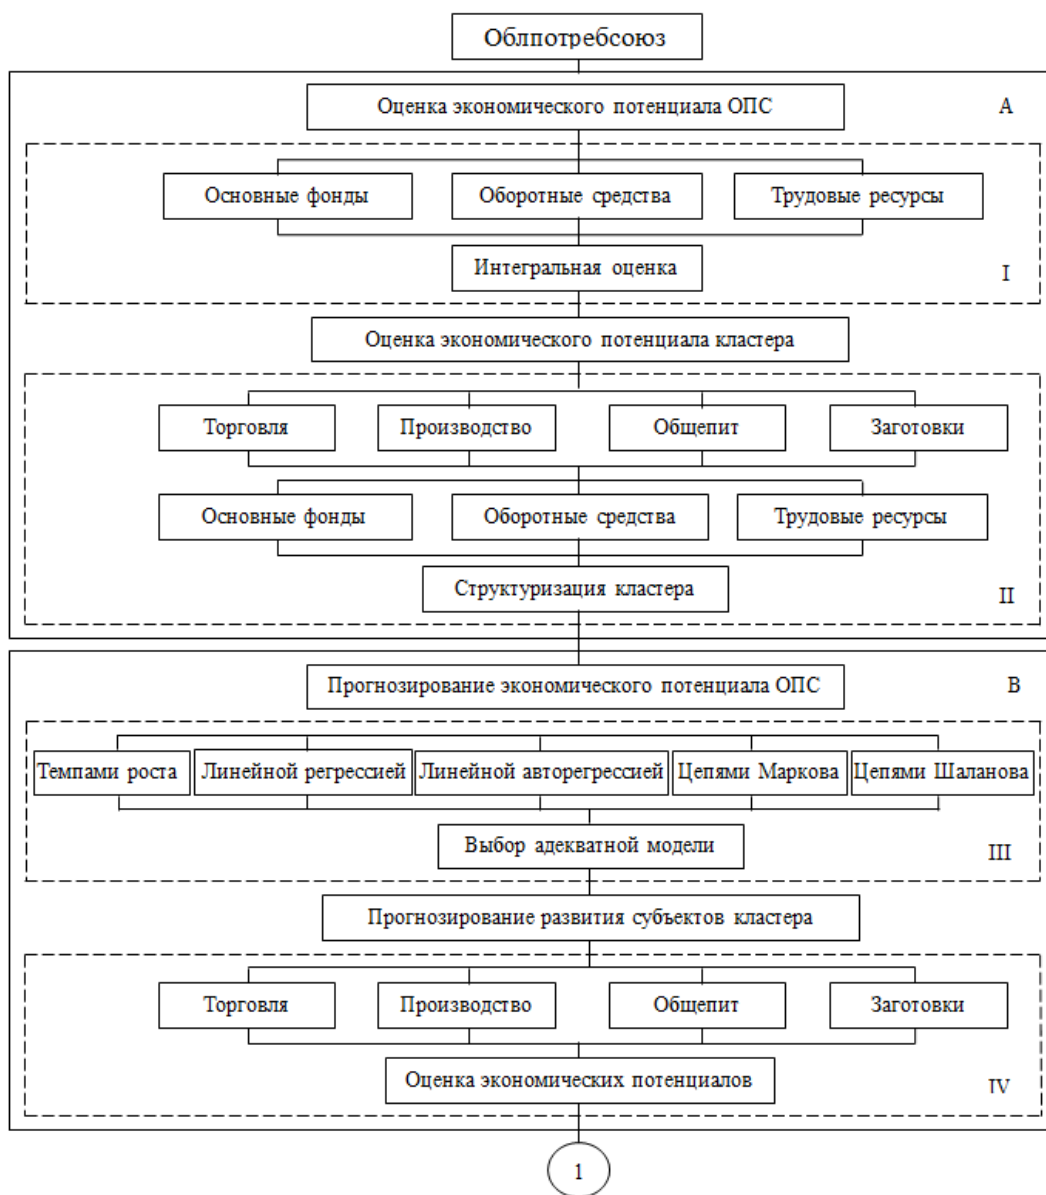 Облпотребсоюз
Оценка экономического потенциала ОПС
А
Основные фонды
Оборотные средства
Трудовые ресурсы
Интегральная оценка
I
Оценка экономического потенциала кластера
Торговля
Производство
Общепит
Заготовки
Основные фонды
Оборотные средства
Трудовые ресурсы
Структуризация кластера
II
Прогнозирование экономического потенциала ОПС
В
Темпами роста
Линейной регрессией
Линейной авторегрессией
Цепями Маркова
Цепями Шаланова
Выбор адекватной модели
III
Прогнозирование развития субъектов кластера
Торговля
Производство
Общепит
Заготовки
Оценка экономических потенциалов
IV
1